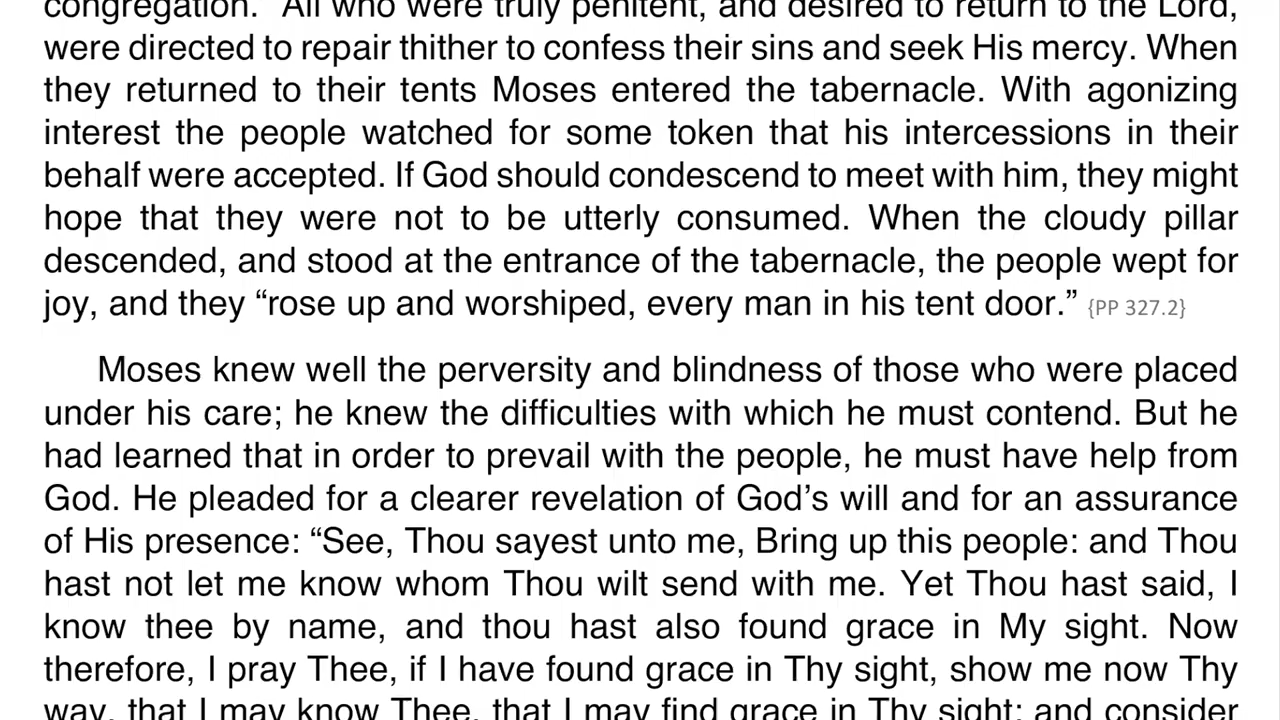 congregation.” All who were truly penitent, and desired to return to the Lord,
were directed to repair thither to confess their sins and seek His mercy. When
they returned to their tents Moses entered the tabernacle. With agonizing
interest the people watched for some token that his intercessions in their
behalf were accepted. If God should condescend to meet with him, they might
hope that they were not to be utterly consumed. When the cloudy pillar
descended, and stood at the entrance of the tabernacle, the people wept for
joy, and they “rose up and worshiped, every man in his tent door.” {PP 327.2}
Moses knew well the perversity and blindness of those who were placed
under his care; he knew the difficulties with which he must contend. But he
had learned that in order to prevail with the people, he must have help from
God. He pleaded for a clearer revelation of God’s will and for an assurance
of His presence: “See, Thou sayest unto me, Bring up this people: and Thou
hast not let me know whom Thou wilt send with me. Yet Thou hast said, I
know thee by name, and thou hast also found grace in My sight. Now
therefore, I pray Thee, if I have found grace in Thy sight, show me now Thy
way, that I may know Thee, that I may find grace in Thy sight: and consider